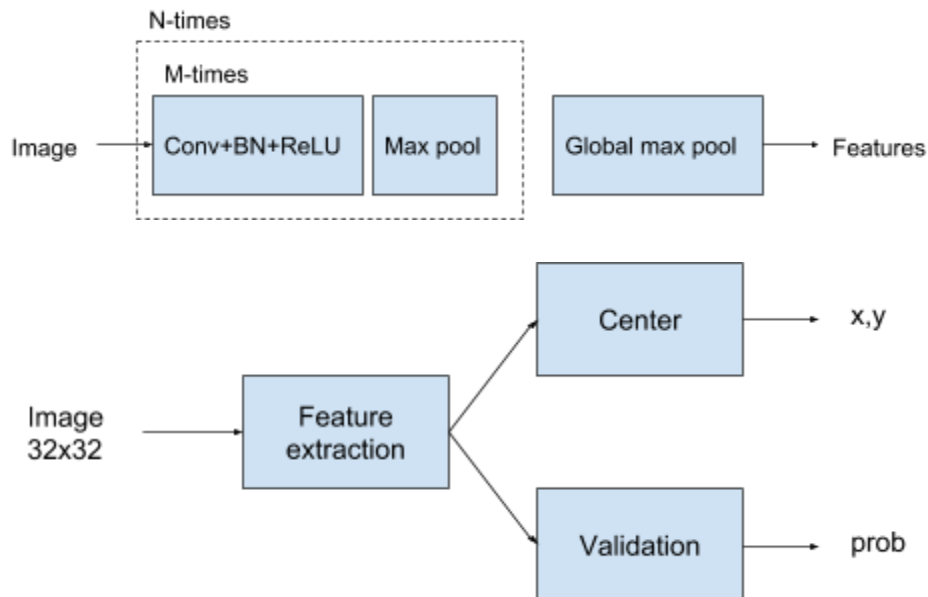 N-times
M-times
Image
Conv+BN+ReLU
Max pool
Global max pool
Features
Center
x,y
Image
32x32
Feature
extraction
Validation
prob